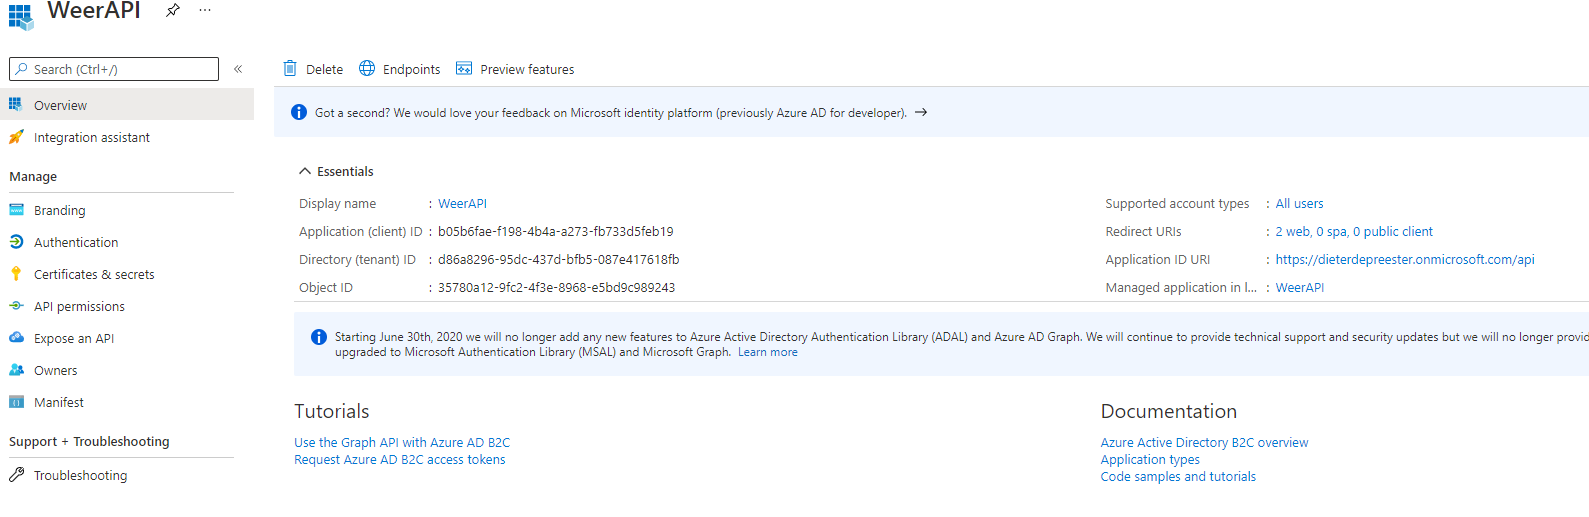 WeerAPI
Search (Ctrl+/)
Overview
Integration assistant
Manage
Branding
Authentication
Certificates & secrets
API permissions
Expose an API
Owners
Manifest
Support + Troubleshooting
Troubleshooting
Delete Endpoints Preview features
Got a second? We would love your feedback on Microsoft identity platform (previously Azure AD for developer).
Essentials
Display name : WeerAPI
Application (client) ID : b05b6fae-f198-4b4a-a273-fb733d5feb19
Directory (tenant) ID : d86a8296-95dc-437d-bfb5-087e417618fb
Object ID : 35780a12-9fc2-4f3e-8968-e5bd9c989243
Supported account types : All users
Redirect URIs : 2 web, 0 spa, 0 public client
Application ID URI : https://dieterdepreester.onmicrosoft.com/api
Managed application in l... : WeerAPI
Starting June 30th, 2020 we will no longer add any new features to Azure Active Directory Authentication Library (ADAL) and Azure AD Graph. We will continue to provide technical support and security updates but we will no longer provid
upgraded to Microsoft Authentication Library (MSAL) and Microsoft Graph. Learn more
Tutorials
Use the Graph API with Azure AD B2C
Request Azure AD B2C access tokens
Documentation
Azure Active Directory B2C overview
Application types
Code samples and tutorials